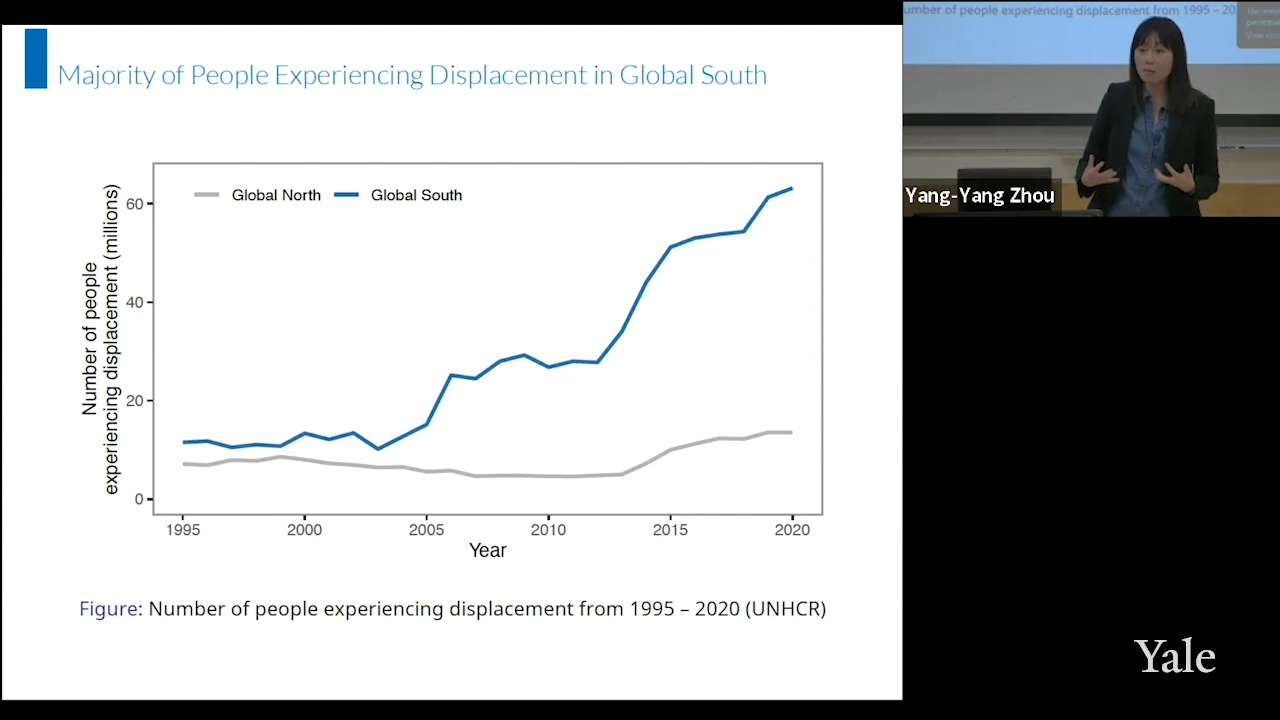 Majority of People Experiencing Displacement in Global South
Global North
Global South
Number of people
experiencing displacement (millions)
60
40
20
0
1995
2000
2005
2010
2015
2020
Year
Figure: Number of people experiencing displacement from 1995 – 2020 (UNHCR)
umber of people experiencing displacement from 1995 – 20
Yang-Yang Zhou
Yale